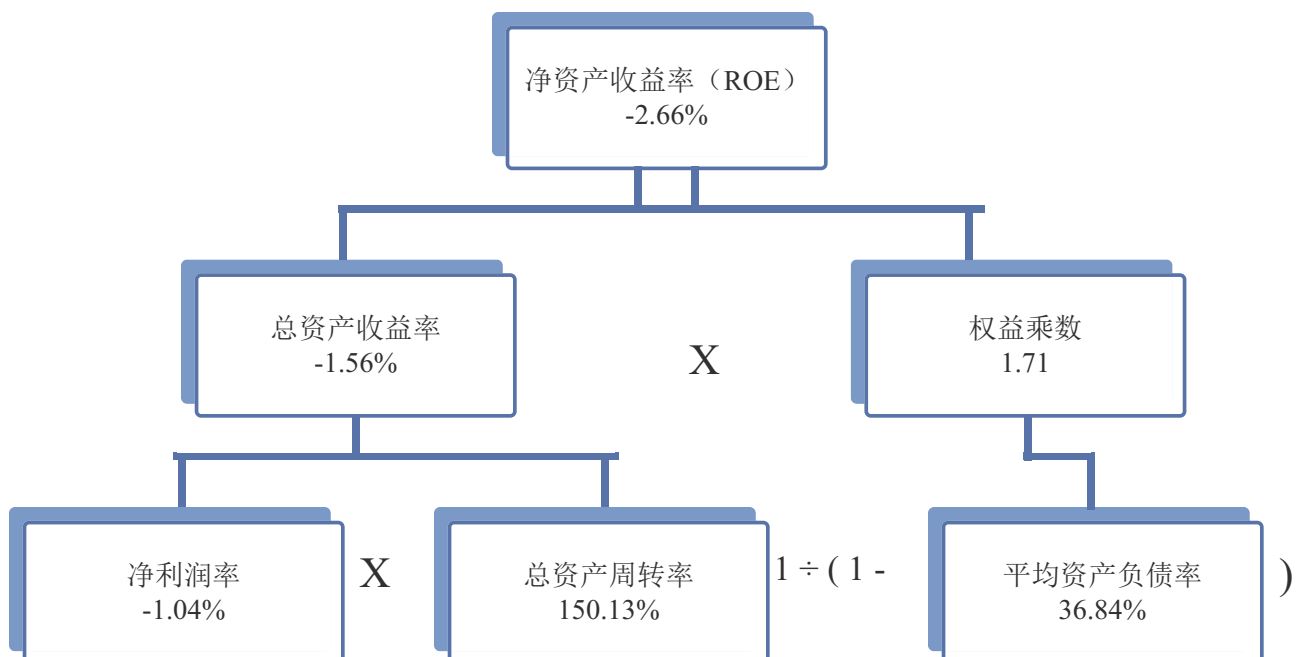 净资产收益率（ROE）
-2.66%
总资产收益率
-1.56%
X
权益乘数
1.71
净利润率
-1.04%
X
总资产周转率
150.13%
1 ÷ ( 1 -
平均资产负债率
36.84%
)